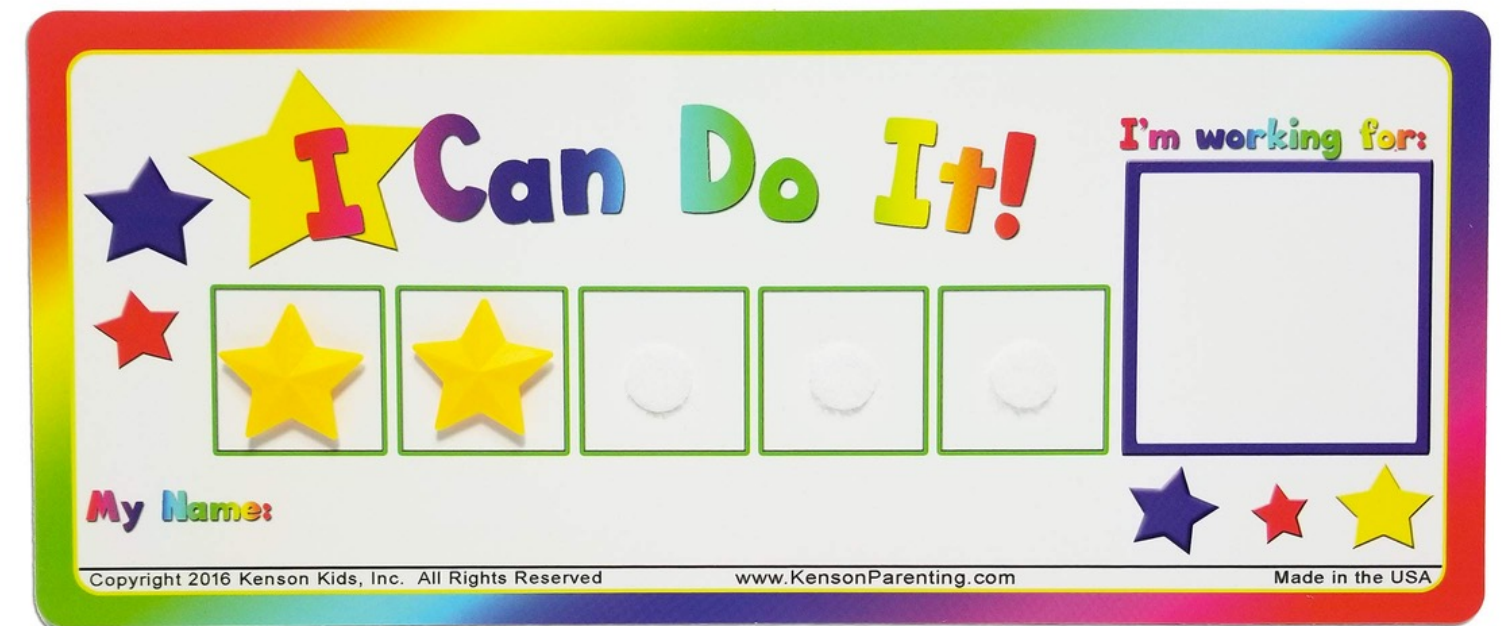 I Can Do It!
I'm working for:
My Name:
Copyright 2016 Kenson Kids, Inc. All Rights Reserved
www.KensonParenting.com
Made in the USA